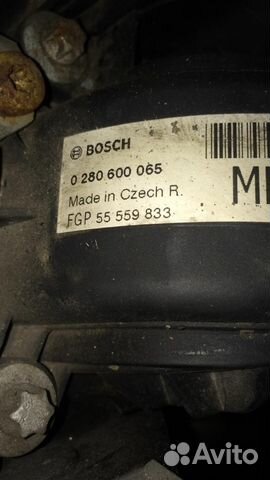 BOSCH
0 280 600 065
Made in Czech R.
FGP 55 559 833
Avito